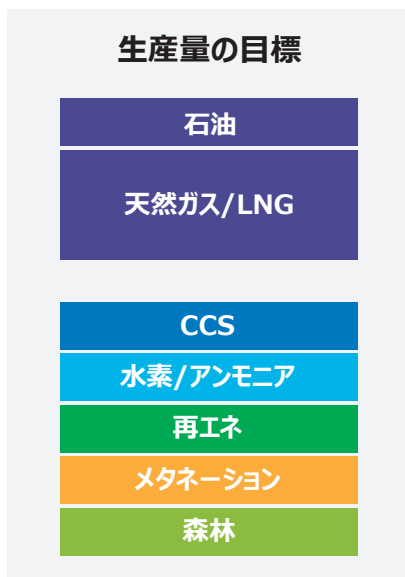 生産量の目標
石油
天然ガス/LNG
CCS
水素/アンモニア
再エネ
メタネーション
森林